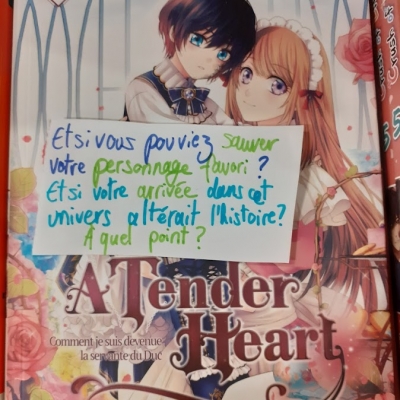 Et si vous pouviez sauver
votre personnage favori ?
Et si votre arrivée dans cet
univers altérait l'histoire?
A quel point ?
A Tender
Heart
Comment je suis devenue
la servante du Duc
5